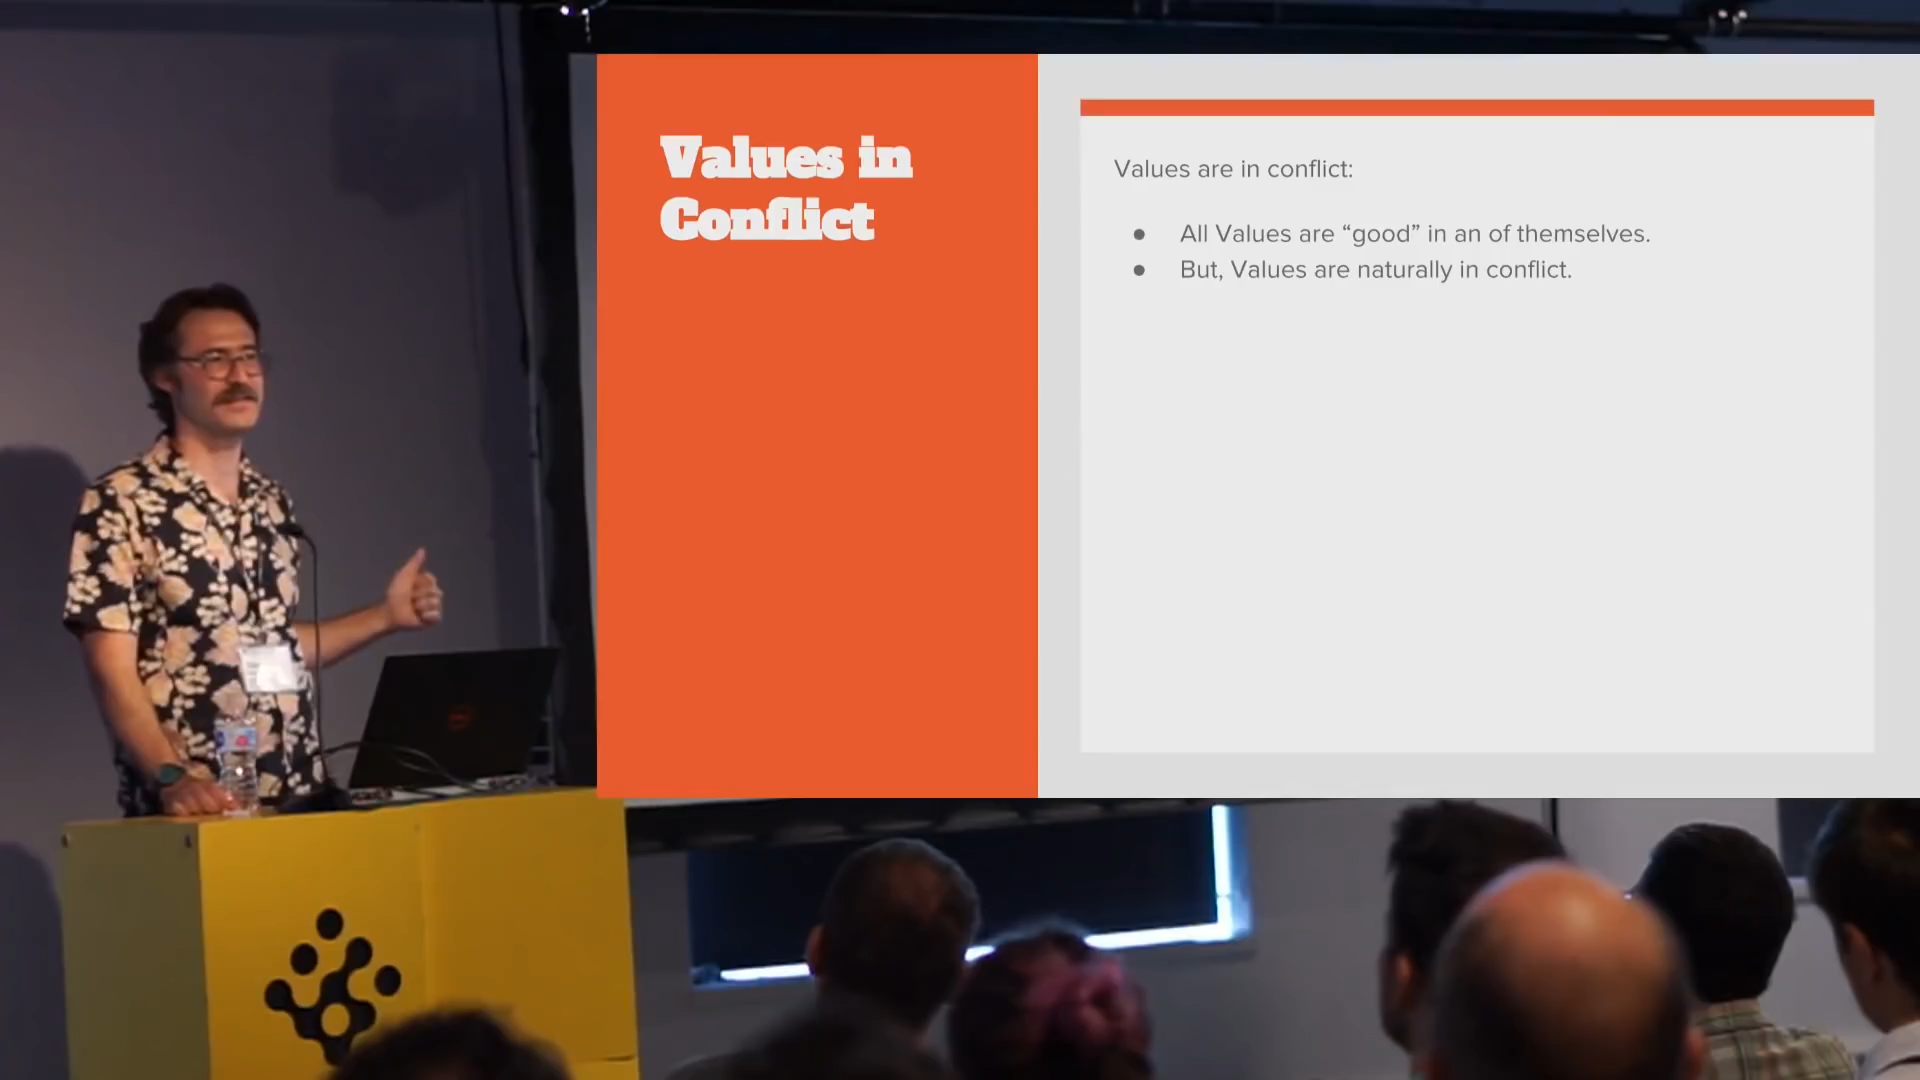 Values in
Conflict
Values are in conflict:
● All Values are “good” in an of themselves.
● But, Values are naturally in conflict.